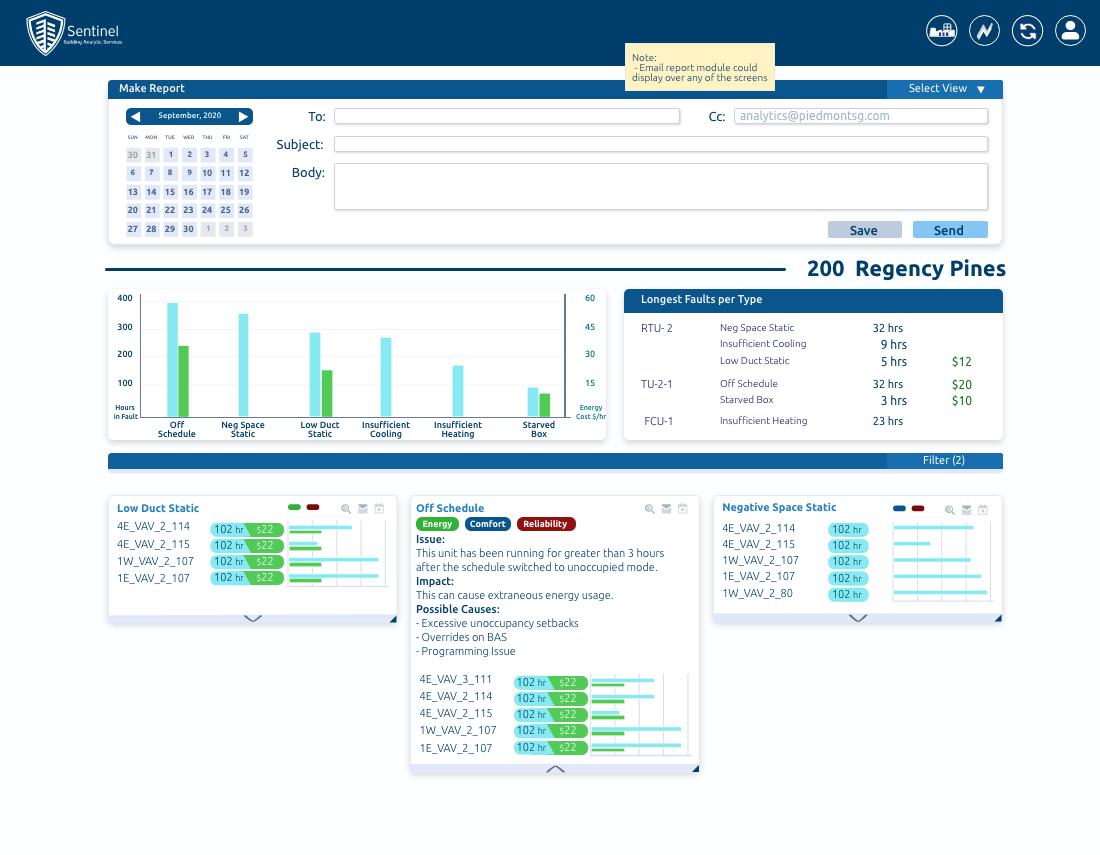 Sentinel
Building Analytic Services
Note:
- Email report module could
display over any of the screens
Make Report
Select View ▼
September, 2020
SUN MON TUE WED THU FRI SAT
30 31 1 2 3 4 5
6 7 8 9 10 11 12
13 14 15 16 17 18 19
20 21 22 23 24 25 26
27 28 29 30 1 2 3
To:
Cc: analytics@piedmontsg.com
Subject:
Body:
Save Send
200 Regency Pines
400
300
200
100
Hours
in Fault
60
45
30
15
Energy
Cost $/hr
Off
Schedule
Neg Space
Static
Low Duct
Static
Insufficient
Cooling
Insufficient
Heating
Starved
Box
Longest Faults per Type
RTU- 2 Neg Space Static 32 hrs
Insufficient Cooling 9 hrs
Low Duct Static 5 hrs $12
TU-2-1 Off Schedule 32 hrs $20
Starved Box 3 hrs $10
FCU-1 Insufficient Heating 23 hrs
Filter (2)
Low Duct Static
4E_VAV_2_114 102 hr $22
4E_VAV_2_115 102 hr $22
1W_VAV_2_107 102 hr $22
1E_VAV_2_107 102 hr $22
Off Schedule
Energy Comfort Reliability
Issue:
This unit has been running for greater than 3 hours
after the schedule switched to unoccupied mode.
Impact:
This can cause extraneous energy usage.
Possible Causes:
- Excessive unoccupancy setbacks
- Overrides on BAS
- Programming Issue
4E_VAV_3_111 102 hr $22
4E_VAV_2_114 102 hr $22
4E_VAV_2_115 102 hr $22
1W_VAV_2_107 102 hr $22
1E_VAV_2_107 102 hr $22
Negative Space Static
4E_VAV_2_114 102 hr
4E_VAV_2_115 102 hr
1W_VAV_2_107 102 hr
1E_VAV_2_107 102 hr
1W_VAV_2_80 102 hr